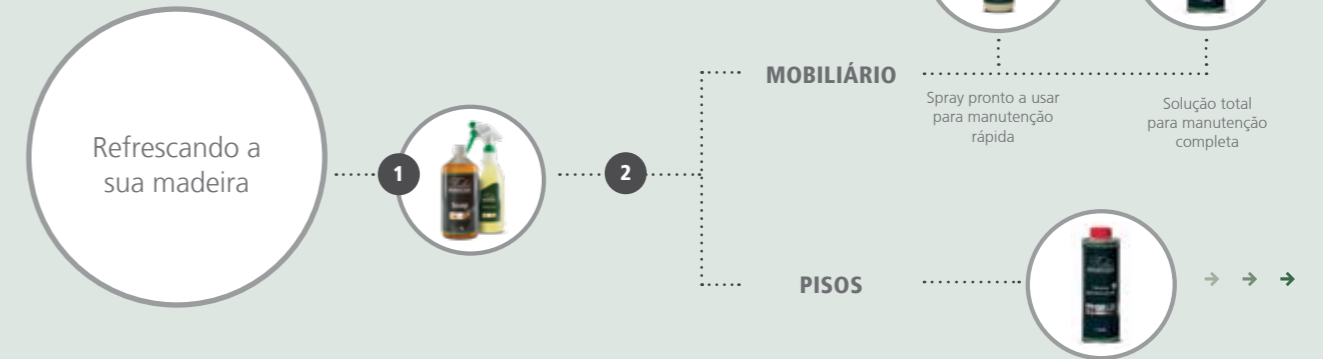 Refrescando a
sua madeira
1
2
MOBILIÁRIO
Spray pronto a usar
para manutenção
rápida
Solução total
para manutenção
completa
PISOS